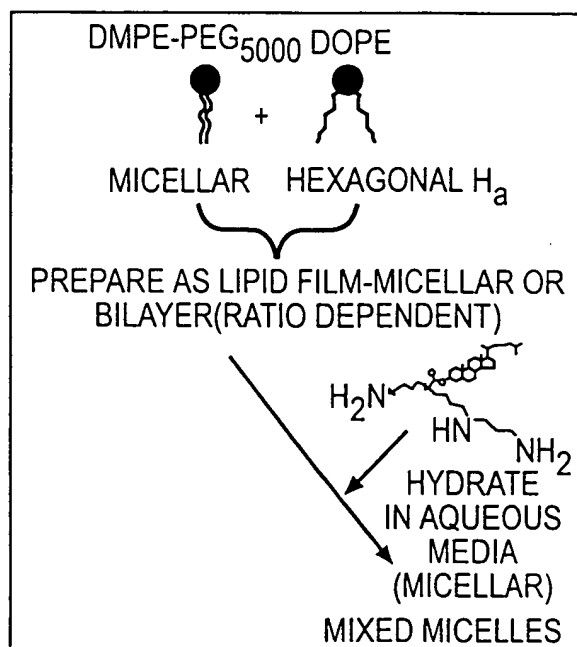 DMPE-PEG5000 DOPE
+
MICELLAR HEXAGONAL Ha
PREPARE AS LIPID FILM-MICELLAR OR
BILAYER(RATIO DEPENDENT)
H2N
HN
NH2
HYDRATE
IN AQUEOUS
MEDIA
(MICELLAR)
MIXED MICELLES